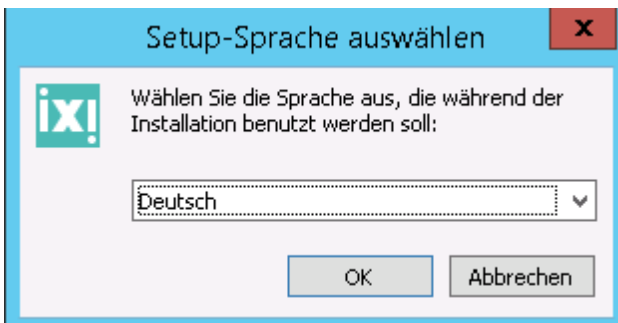 Setup-Sprache auswählen
x
ix!
Wählen Sie die Sprache aus, die während der
Installation benutzt werden soll:
Deutsch
OK
Abbrechen